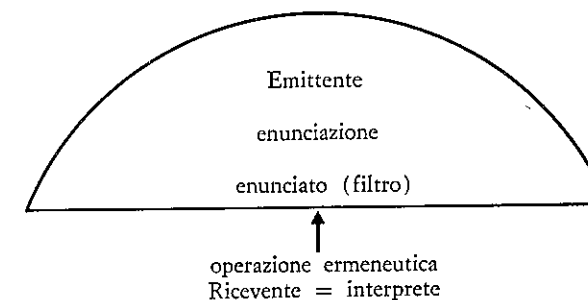 Emittente
enunciazione
enunciato (filtro)
operazione ermeneutica
Ricevente = interprete